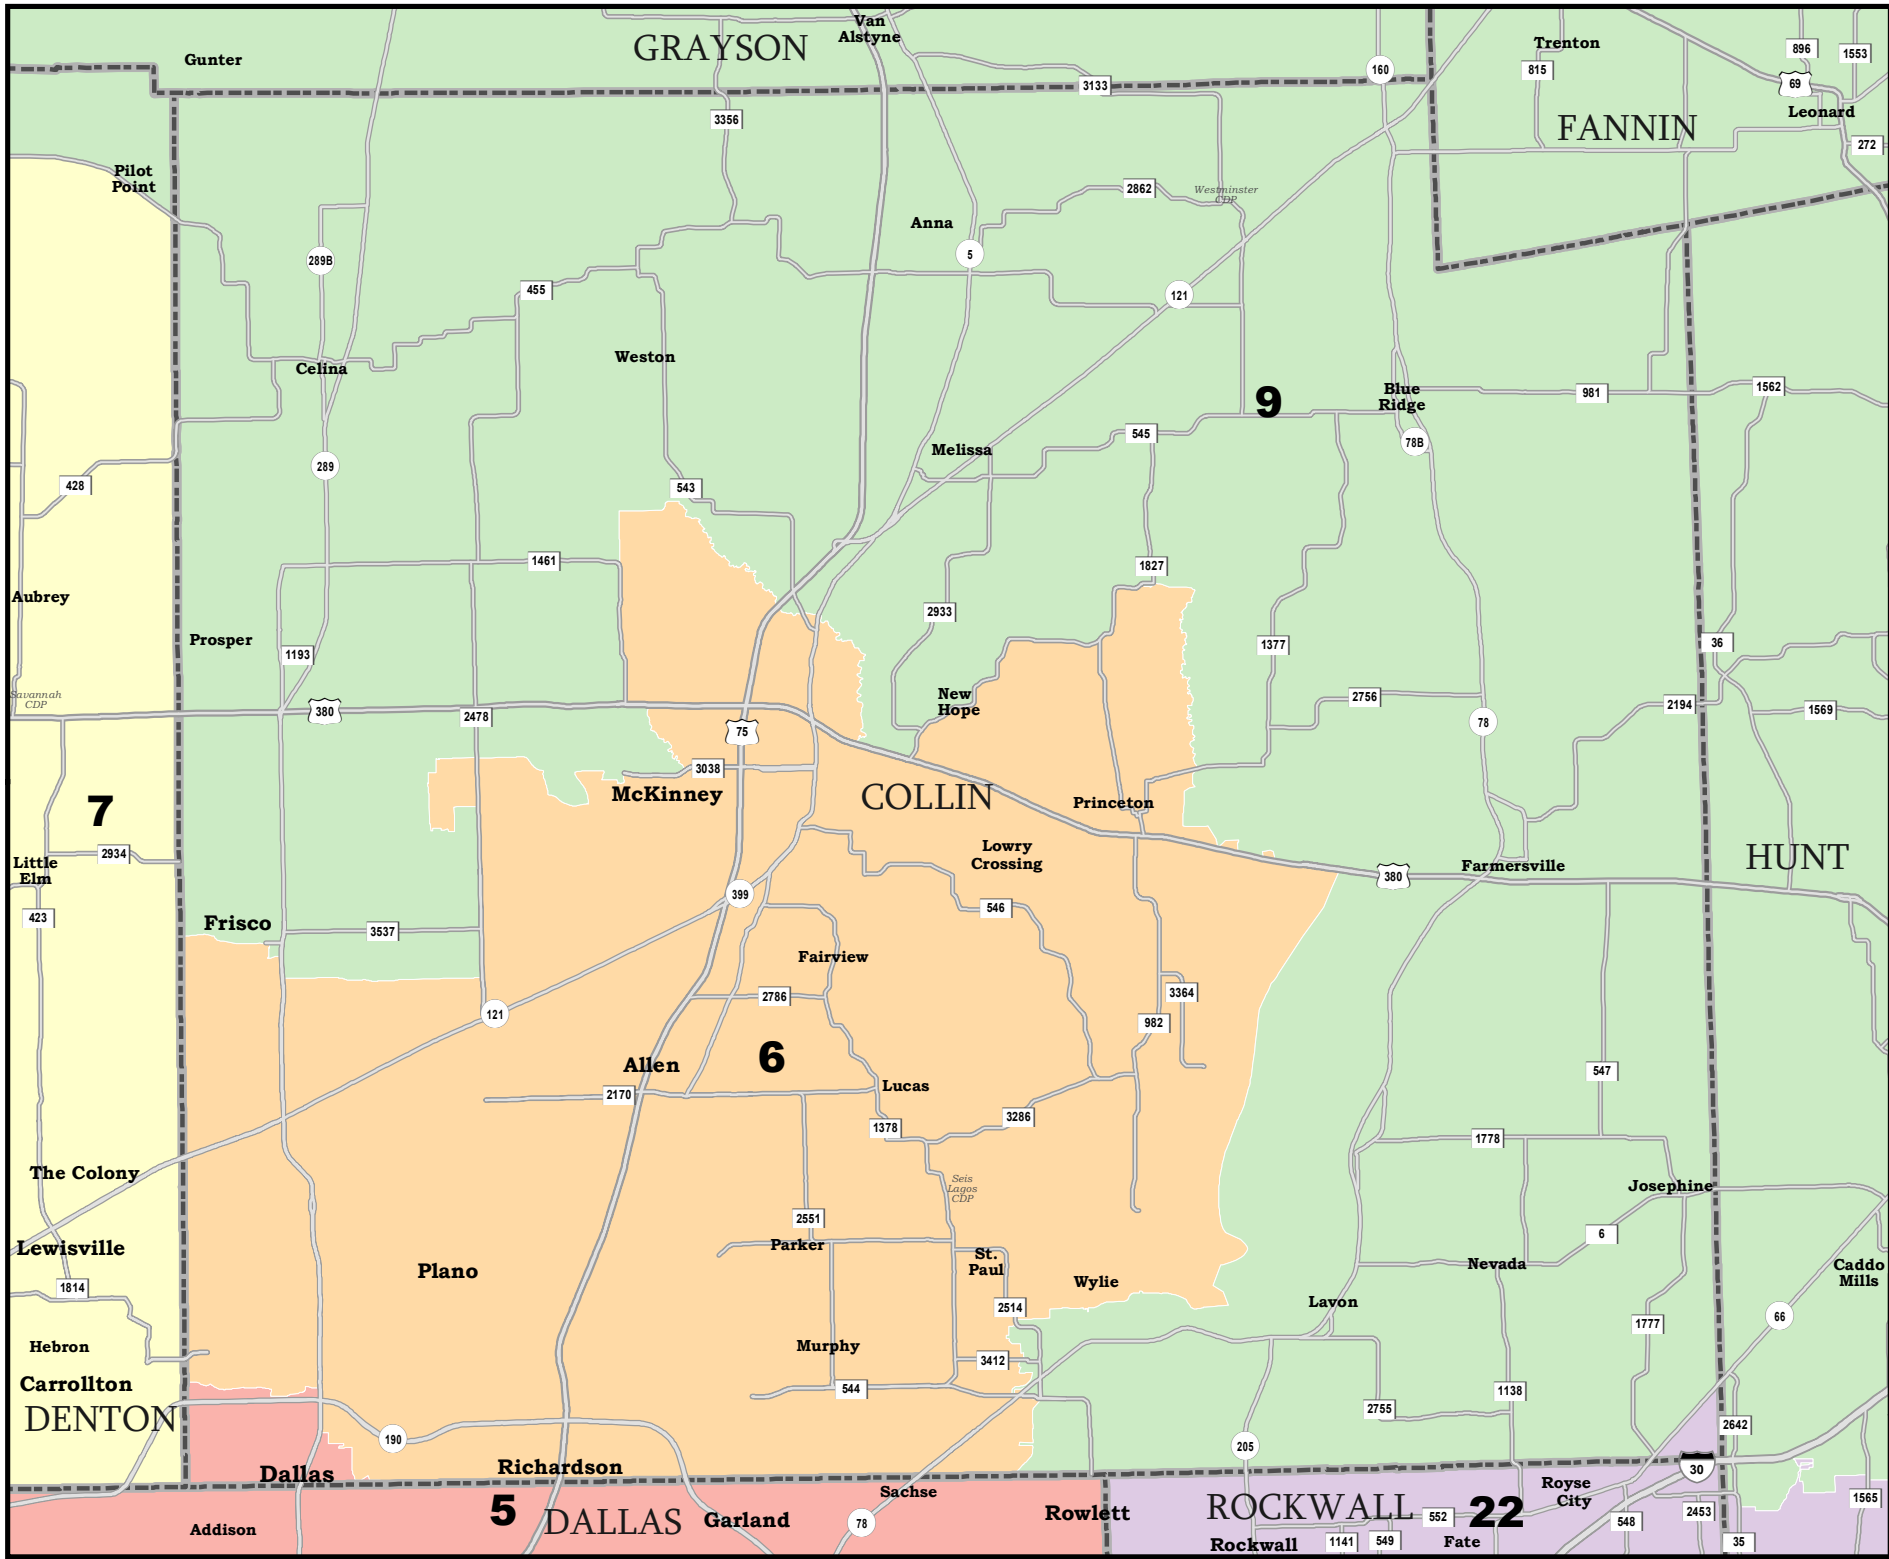 GRAYSON
Van
Alstyne
Gunter
Trenton
896
1553
160
815
3133
69
Leonard
3356
FANNIN
272
Pilot
Point
2862
Westminster
CDP
Anna
5
289B
455
121
Weston
Celina
9
Blue
Ridge
981
1562
545
78B
Melissa
289
428
543
1461
1827
Aubrey
2933
Prosper
1193
1377
36
Savannah
CDP
New
Hope
2756
380
2478
75
78
2194
1569
3038
McKinney
COLLIN
Princeton
7
2934
Little
Elm
Lowry
Crossing
HUNT
Farmersville
380
399
423
Frisco
3537
546
Fairview
2786
3364
121
982
6
Allen
2170
Lucas
547
1378
3286
1778
The Colony
Seis
Lagos
CDP
Josephine
2551
6
Parker
Lewisville
St.
Paul
Plano
Wylie
Nevada
Caddo
Mills
1814
2514
Lavon
66
1777
Hebron
Murphy
3412
Carrollton
544
1138
DENTON
2755
2642
190
205
Dallas
Richardson
30
Royse
City
Sachse
1565
5
DALLAS
Garland
78
Rowlett
ROCKWALL
22
552
548
2453
Addison
Rockwall
1141
549
Fate
35